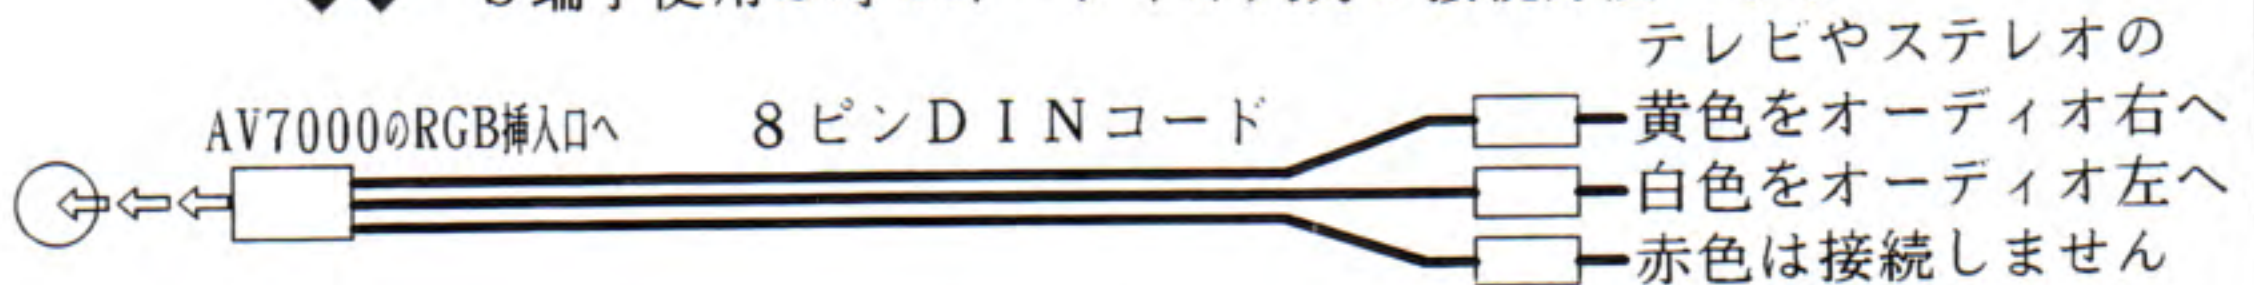 テレビやステレオの
AV7000のRGB挿入口へ
8ピンDINコード
黄色をオーディオ右へ
白色をオーディオ左へ
赤色は接続しません